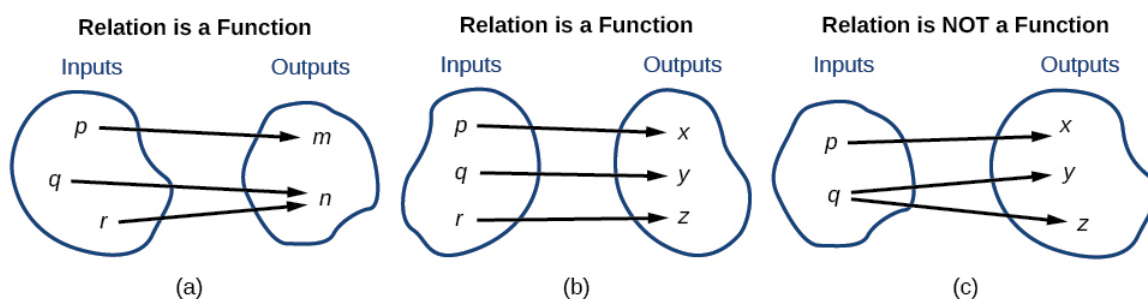 Relation is a Function
Inputs Outputs
p m
q n
r
(a)
Relation is a Function
Inputs Outputs
p x
q y
r z
(b)
Relation is NOT a Function
Inputs Outputs
p x
q y
z
(c)